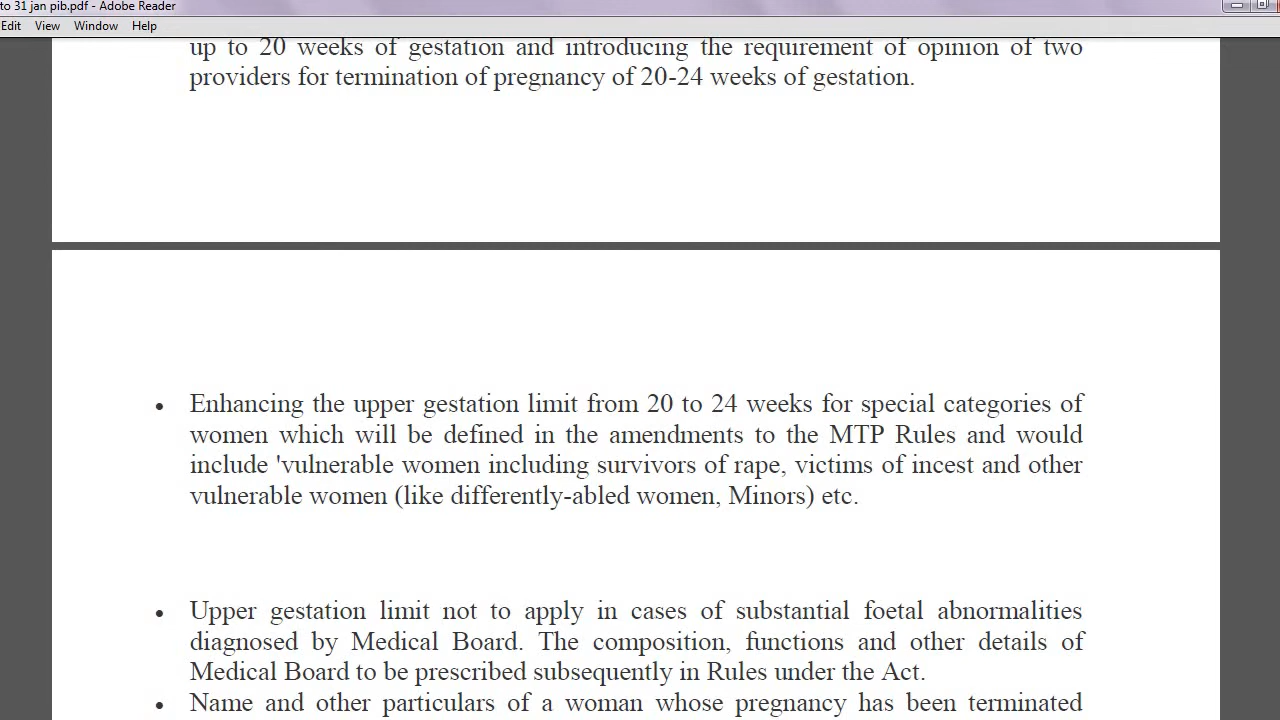 to 31 jan pib.pdf - Adobe Reader
Edit View Window Help
up to 20 weeks of gestation and introducing the requirement of opinion of two
providers for termination of pregnancy of 20-24 weeks of gestation.
• Enhancing the upper gestation limit from 20 to 24 weeks for special categories of
women which will be defined in the amendments to the MTP Rules and would
include 'vulnerable women including survivors of rape, victims of incest and other
vulnerable women (like differently-abled women, Minors) etc.
• Upper gestation limit not to apply in cases of substantial foetal abnormalities
diagnosed by Medical Board. The composition, functions and other details of
Medical Board to be prescribed subsequently in Rules under the Act.
• Name and other particulars of a woman whose pregnancy has been terminated